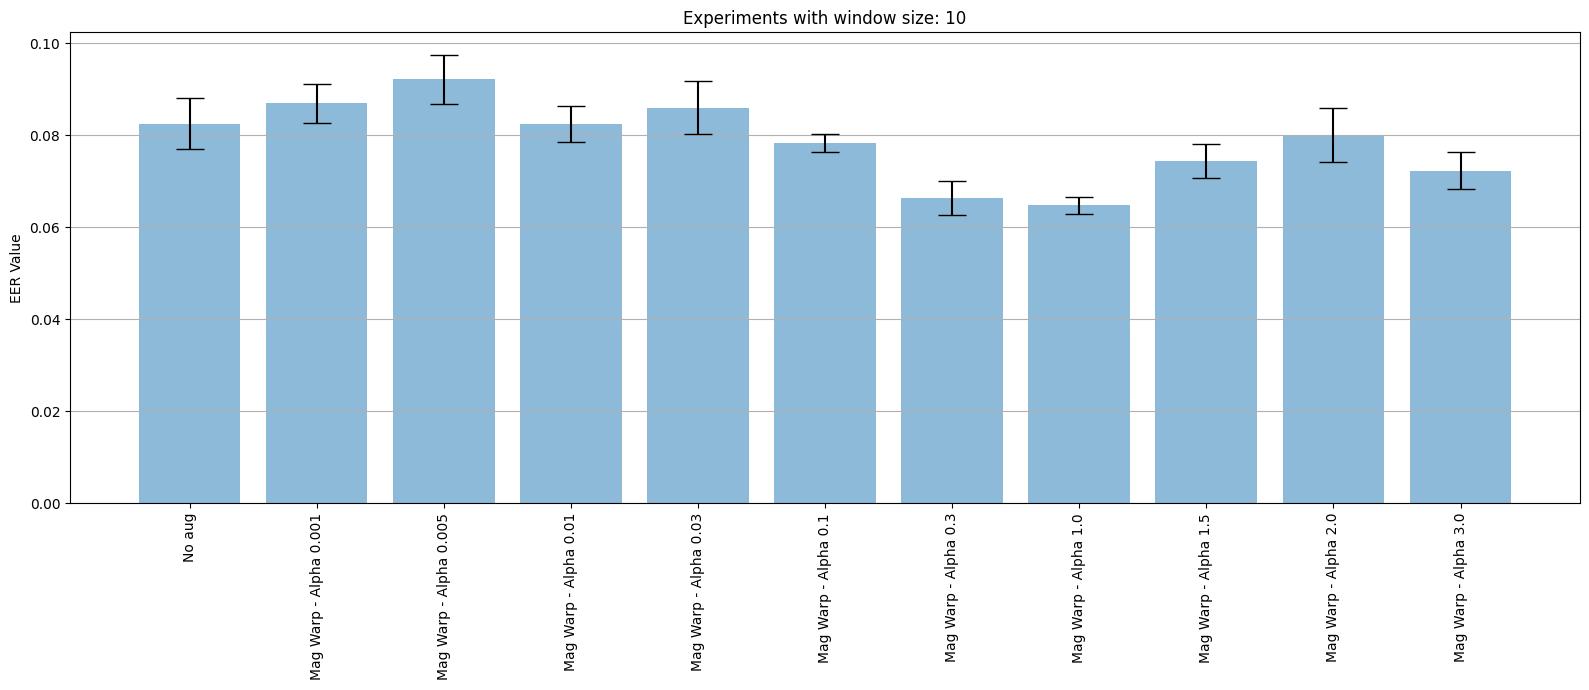 Experiments with window size: 10
EER Value
0.10
0.08
0.06
0.04
0.02
0.00
No aug
Mag Warp - Alpha 0.001
Mag Warp - Alpha 0.005
Mag Warp - Alpha 0.01
Mag Warp - Alpha 0.03
Mag Warp - Alpha 0.1
Mag Warp - Alpha 0.3
Mag Warp - Alpha 1.0
Mag Warp - Alpha 1.5
Mag Warp - Alpha 2.0
Mag Warp - Alpha 3.0